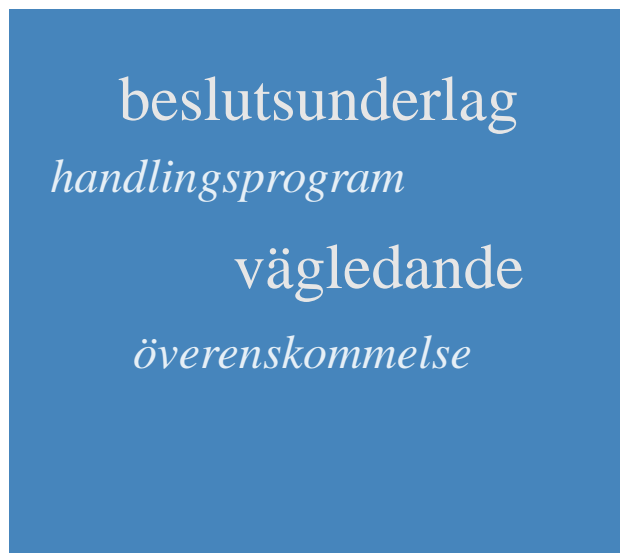 beslutsunderlag
handlingsprogram
vägledande
överenskommelse